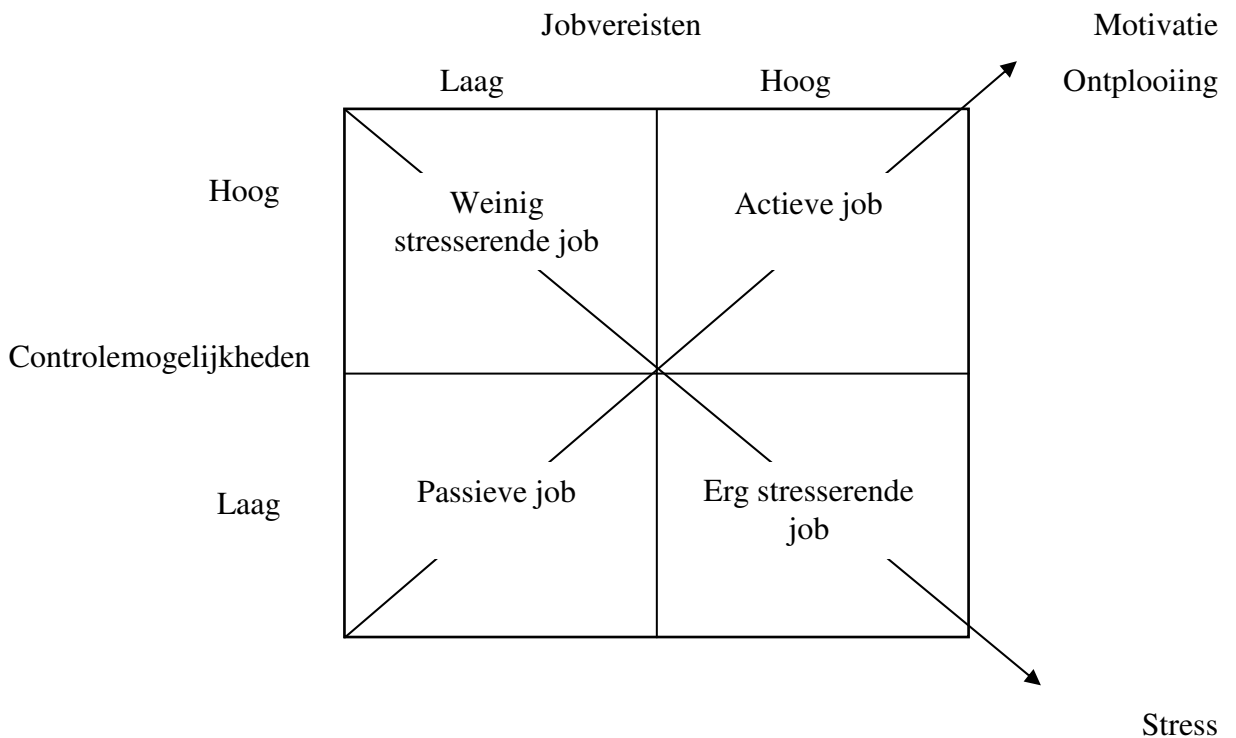 Jobvereisten
Motivatie
Laag
Hoog
Ontplooiing
Hoog
Weinig
stresserende job
Actieve job
Controlemogelijkheden
Laag
Passieve job
Erg stresserende
job
Stress